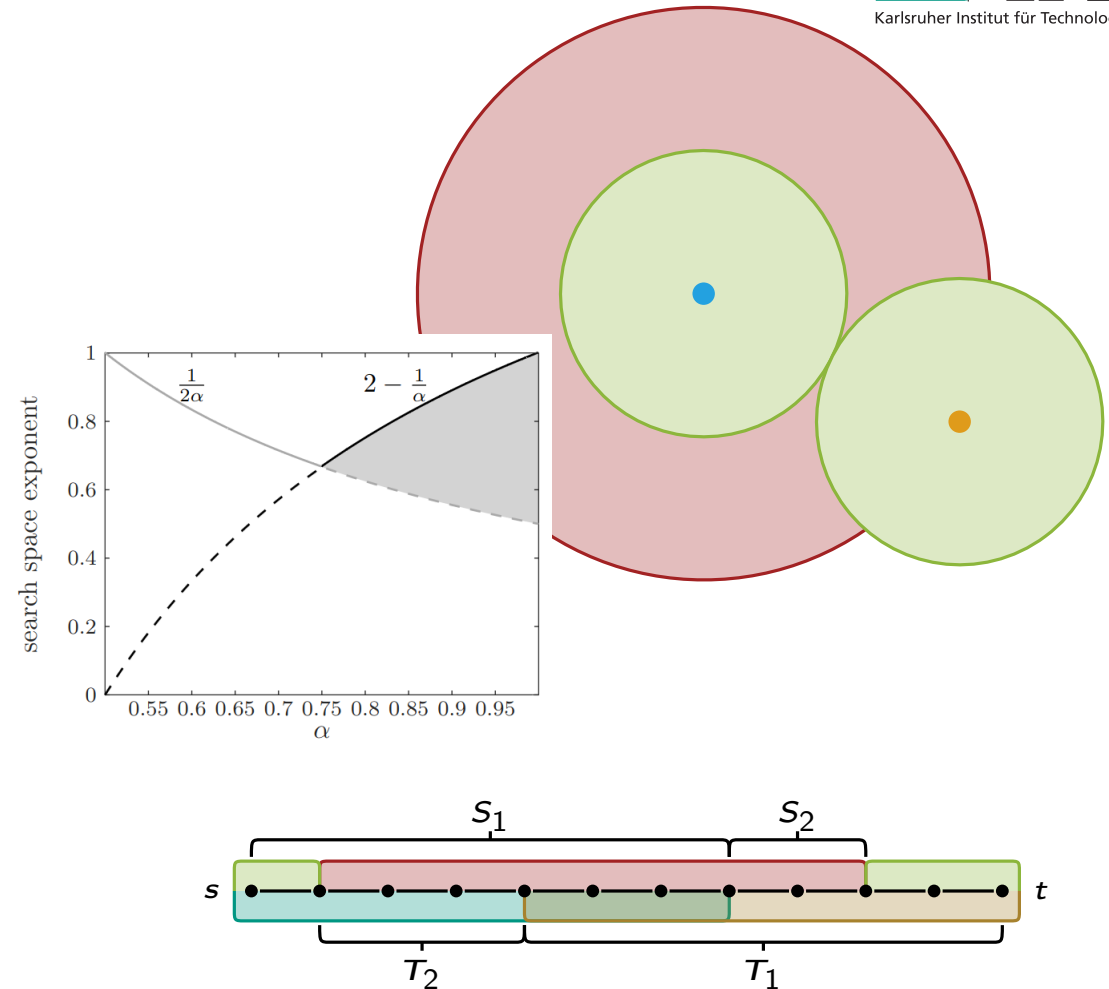 Karlsruher Institut für
1
1/2α
2 − 1/α
0.8
0.6
0.4
0.2
0
search space exponent
0.55 0.6 0.65 0.7 0.75 0.8 0.85 0.9 0.95
α
S₁ S₂
s t
T₂ T₁